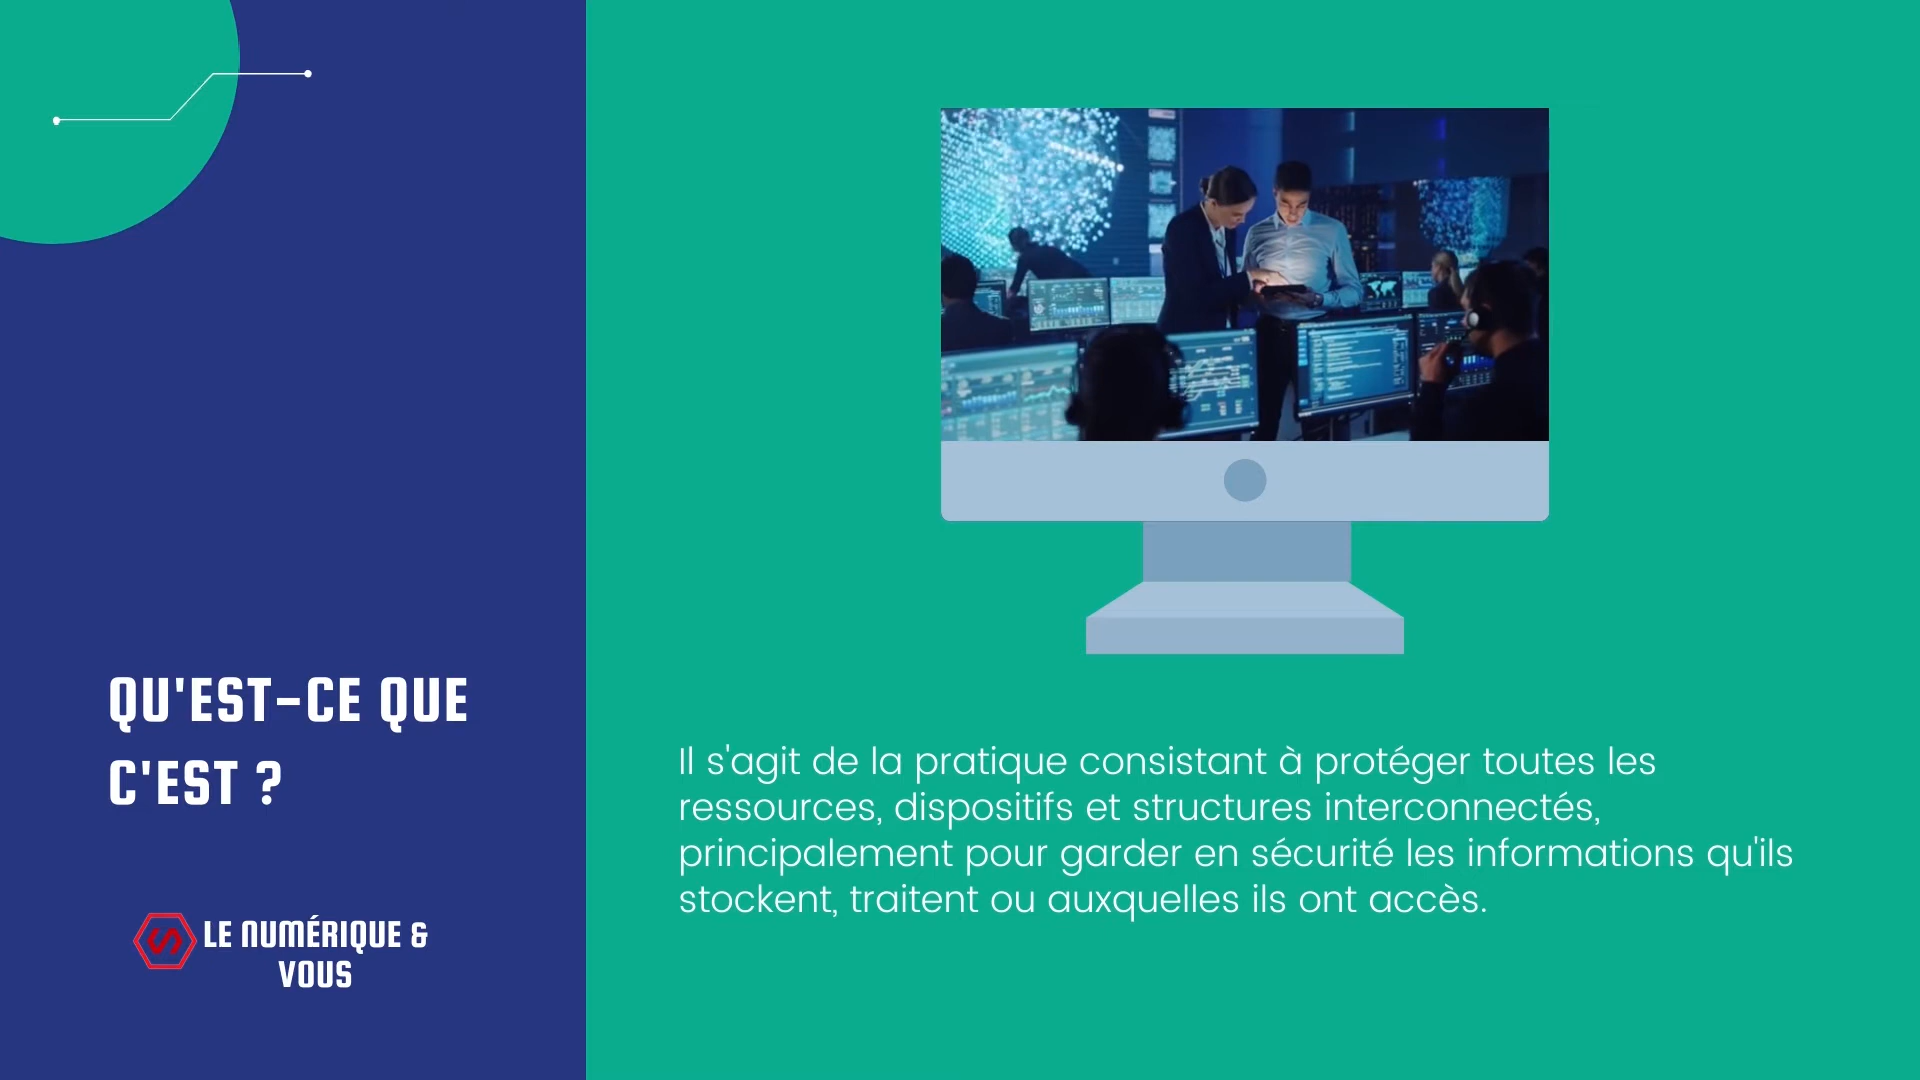 QU'EST-CE QUE
C'EST ?
LE NUMÉRIQUE &
VOUS
Il s'agit de la pratique consistant à protéger toutes les
ressources, dispositifs et structures interconnectés,
principalement pour garder en sécurité les informations qu'ils
stockent, traitent ou auxquelles ils ont accès.